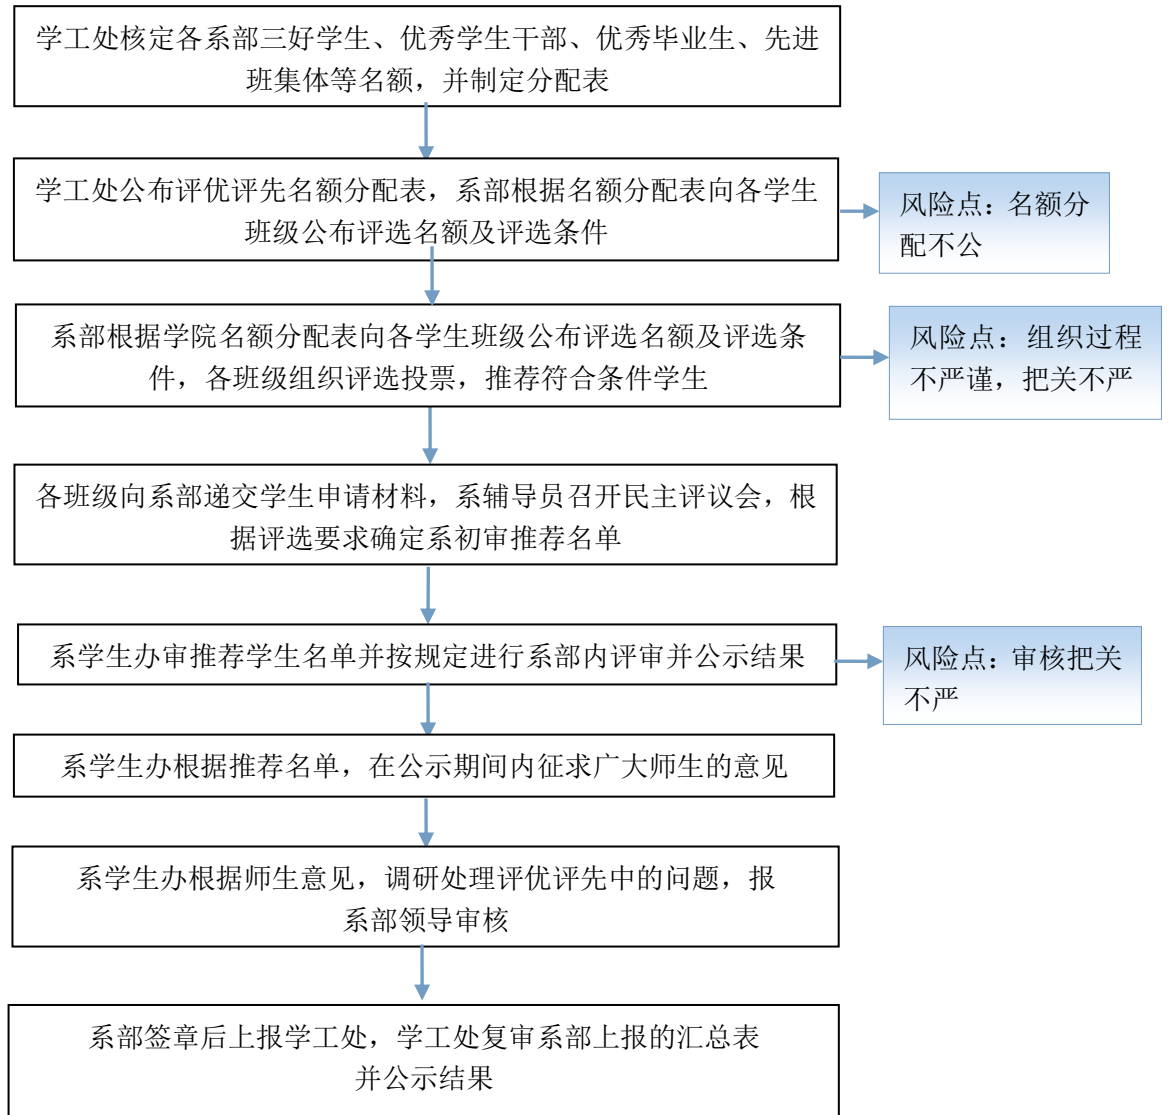 学工处核定各系部三好学生、优秀学生干部、优秀毕业生、先进
班集体等名额，并制定分配表
学工处公布评优评先名额分配表，系部根据名额分配表向各学生
班级公布评选名额及评选条件
风险点：名额分
配不公
系部根据学院名额分配表向各学生班级公布评选名额及评选条
件，各班级组织评选投票，推荐符合条件学生
风险点：组织过程
不严谨，把关不严
各班级向系部递交学生申请材料，系辅导员召开民主评议会，根
据评选要求确定系初审推荐名单
系学生办审推荐学生名单并按规定进行系部内评审并公示结果
风险点：审核把关
不严
系学生办根据推荐名单，在公示期间内征求广大师生的意见
系学生办根据师生意见，调研处理评优评先中的问题，报
系部领导审核
系部签章后上报学工处，学工处复审系部上报的汇总表
并公示结果